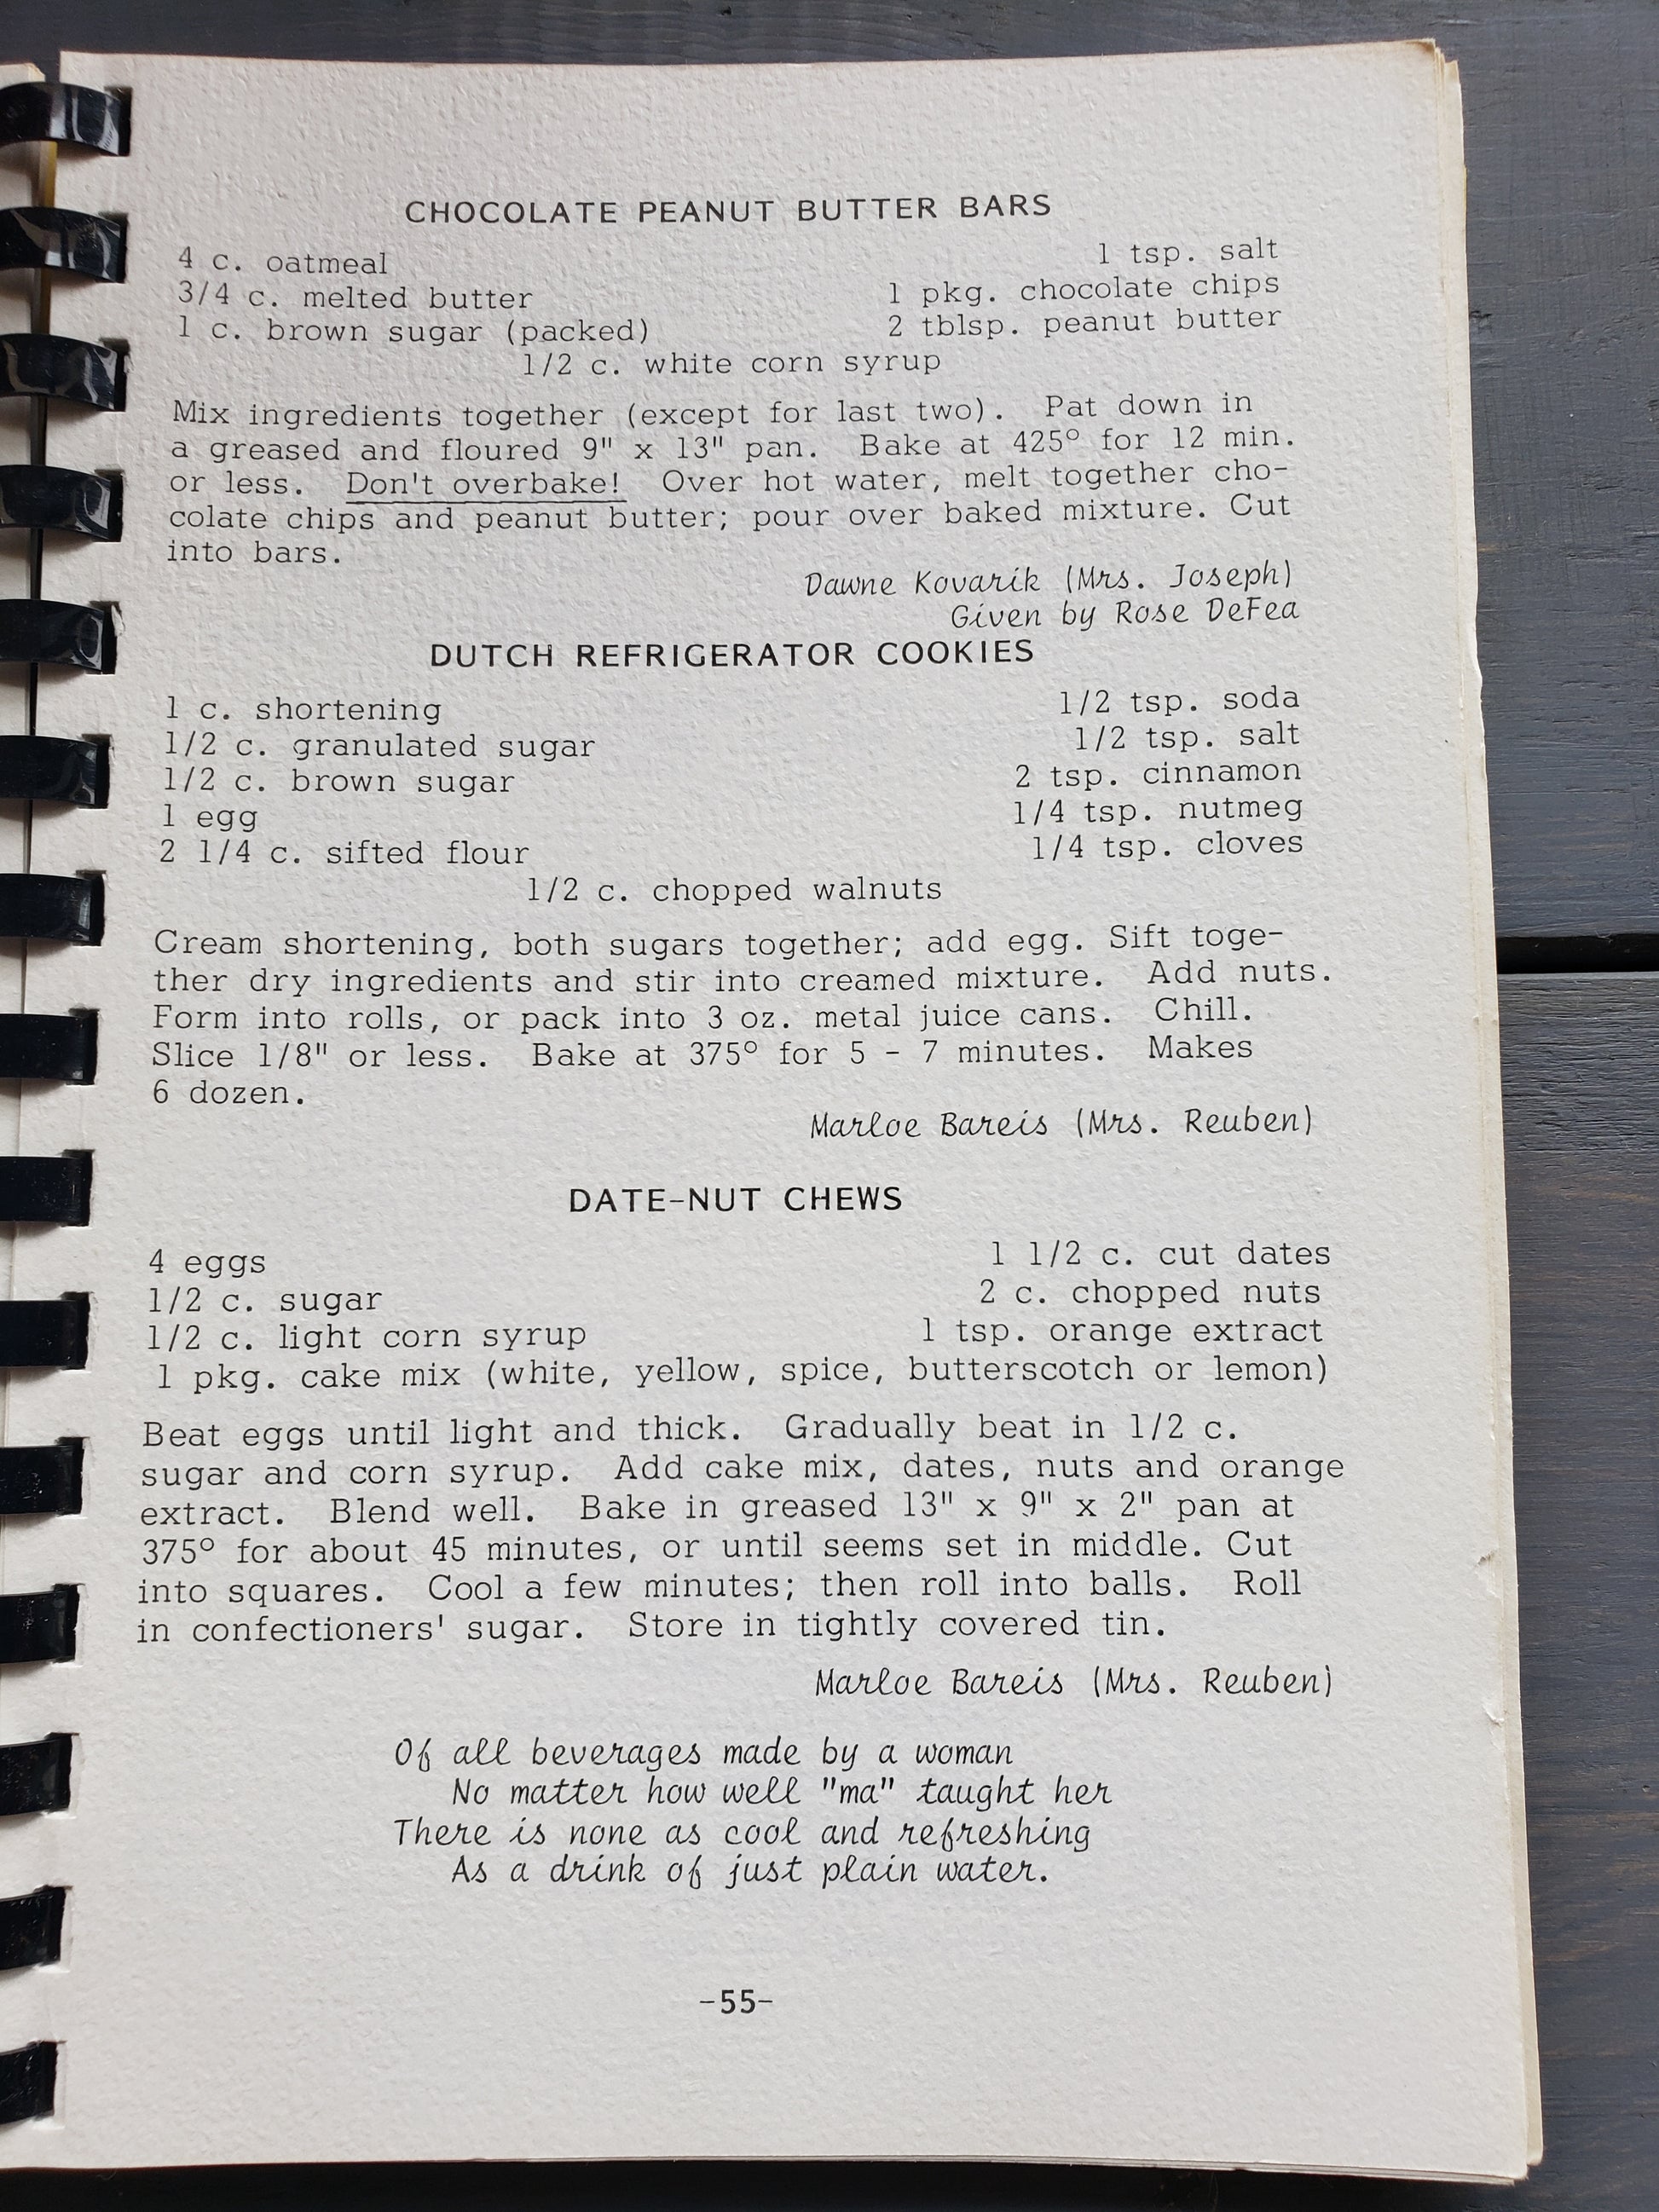 CHOCOLATE PEANUT BUTTER BARS
4 c. oatmeal 1 tsp. salt
3/4 c. melted butter 1 pkg. chocolate chips
1 c. brown sugar (packed) 2 tblsp. peanut butter
1/2 c. white corn syrup
Mix ingredients together (except for last two). Pat down in
a greased and floured 9" x 13" pan. Bake at 425° for 12 min.
or less. Don't overbake! Over hot water, melt together cho-
colate chips and peanut butter; pour over baked mixture. Cut
into bars.
Dawne Kovarik (Mrs. Joseph)
Given by Rose DeFea
DUTCH REFRIGERATOR COOKIES
1 c. shortening 1/2 tsp. soda
1/2 c. granulated sugar 1/2 tsp. salt
1/2 c. brown sugar 2 tsp. cinnamon
1 egg 1/4 tsp. nutmeg
2 1/4 c. sifted flour 1/4 tsp. cloves
1/2 c. chopped walnuts
Cream shortening, both sugars together; add egg. Sift toge-
ther dry ingredients and stir into creamed mixture. Add nuts.
Form into rolls, or pack into 3 oz. metal juice cans. Chill.
Slice 1/8" or less. Bake at 375° for 5 - 7 minutes. Makes
6 dozen.
Marloe Bareis (Mrs. Reuben)
DATE-NUT CHEWS
4 eggs 1 1/2 c. cut dates
1/2 c. sugar 2 c. chopped nuts
1/2 c. light corn syrup 1 tsp. orange extract
1 pkg. cake mix (white, yellow, spice, butterscotch or lemon)
Beat eggs until light and thick. Gradually beat in 1/2 c.
sugar and corn syrup. Add cake mix, dates, nuts and orange
extract. Blend well. Bake in greased 13" x 9" x 2" pan at
375° for about 45 minutes, or until seems set in middle. Cut
into squares. Cool a few minutes; then roll into balls. Roll
in confectioners' sugar. Store in tightly covered tin.
Marloe Bareis (Mrs. Reuben)
Of all beverages made by a woman
No matter how well "ma" taught her
There is none as cool and refreshing
As a drink of just plain water.
-55-